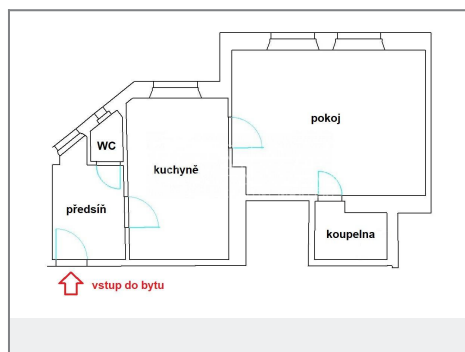 pokoj
WC
kuchyně
předsíň
koupelna
vstup do bytu